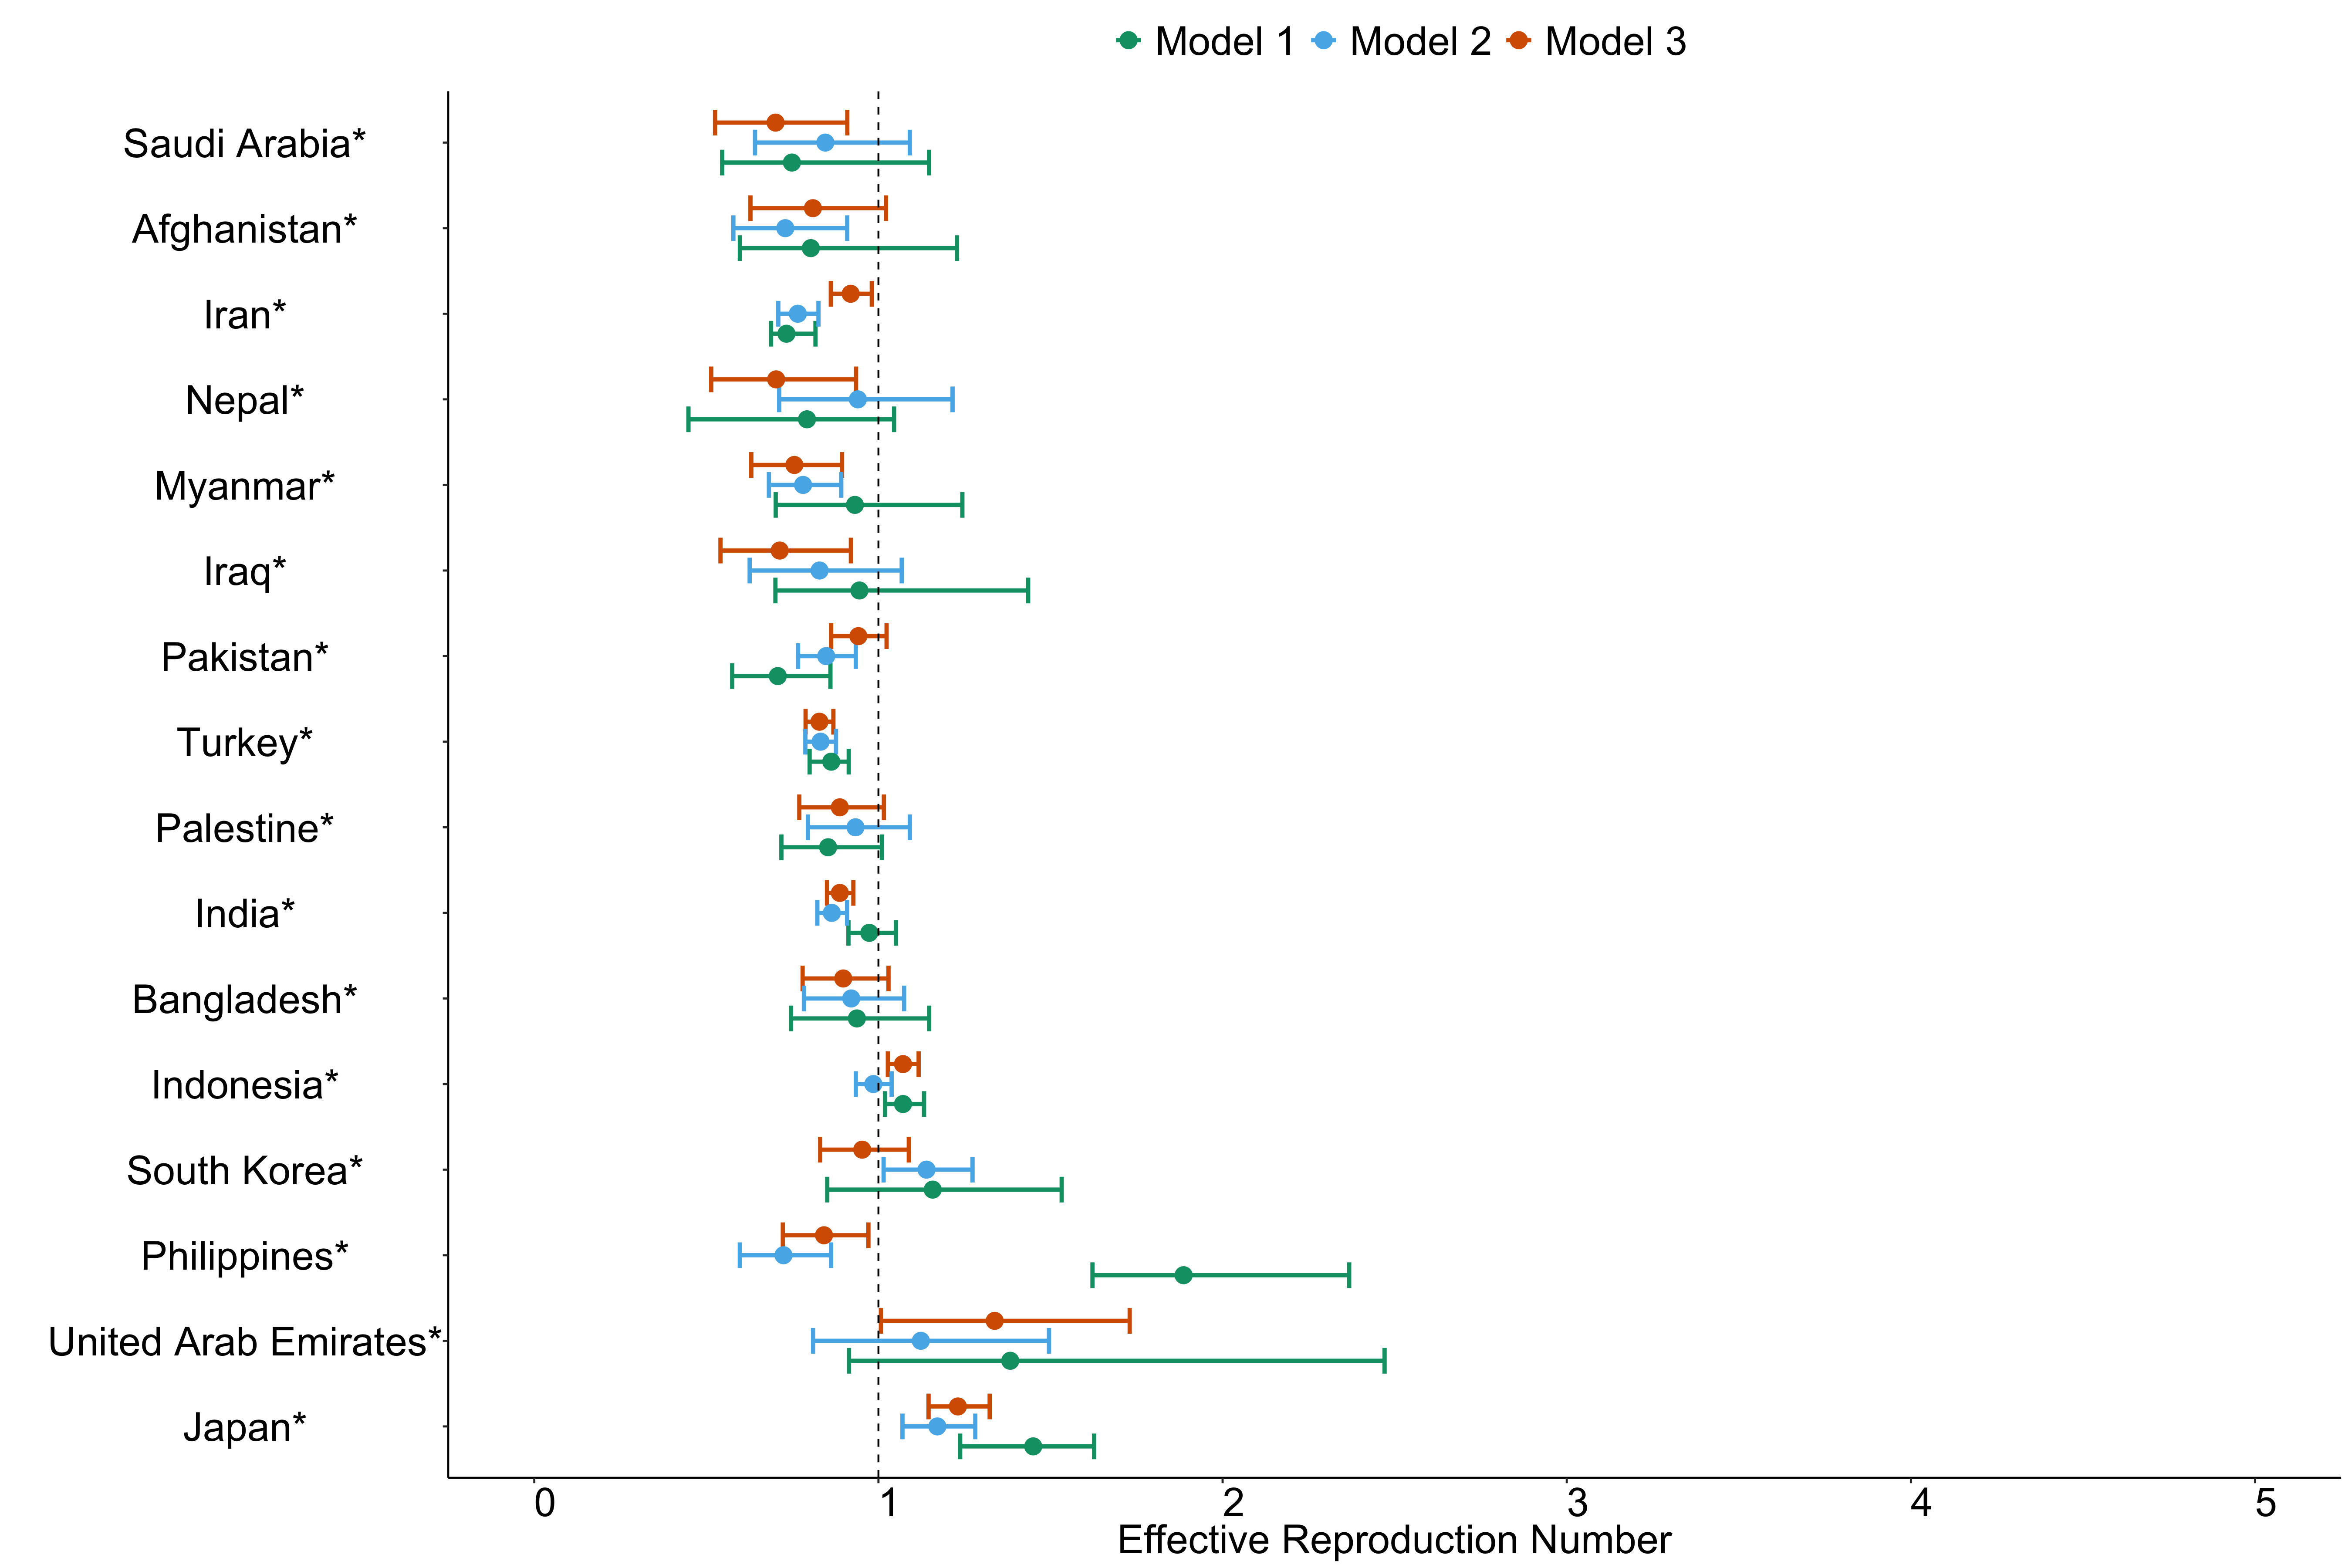 Model 1 Model 2 Model 3
Saudi Arabia*
Afghanistan*
Iran*
Nepal*
Myanmar*
Iraq*
Pakistan*
Turkey*
Palestine*
India*
Bangladesh*
Indonesia*
South Korea*
Philippines*
United Arab Emirates*
Japan*
0 1 2 3 4 5
Effective Reproduction Number